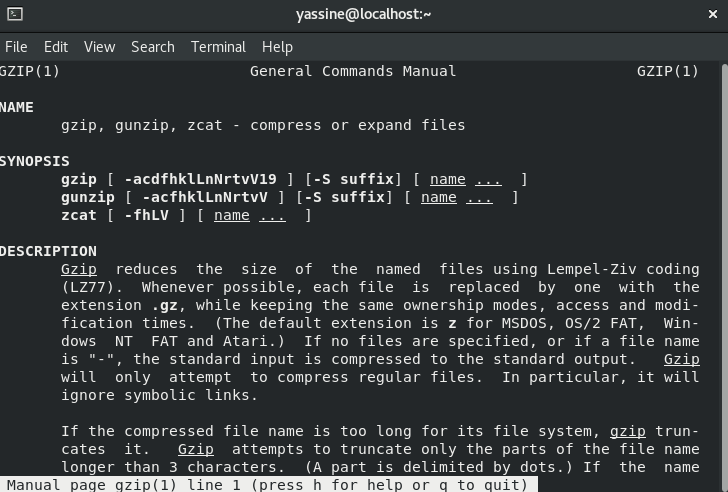 yassine@localhost:~
File Edit View Search Terminal Help
GZIP(1) General Commands Manual GZIP(1)
NAME
gzip, gunzip, zcat - compress or expand files
SYNOPSIS
gzip [ -acdfhklLnNrtvV19 ] [-S suffix] [ name ... ]
gunzip [ -acfhklLnNrtvV ] [-S suffix] [ name ... ]
zcat [ -fhLV ] [ name ... ]
DESCRIPTION
Gzip reduces the size of the named files using Lempel-Ziv coding
(LZ77). Whenever possible, each file is replaced by one with the
extension .gz, while keeping the same ownership modes, access and modi-
fication times. (The default extension is z for MSDOS, OS/2 FAT, Win-
dows NT FAT and Atari.) If no files are specified, or if a file name
is "-", the standard input is compressed to the standard output. Gzip
will only attempt to compress regular files. In particular, it will
ignore symbolic links.
If the compressed file name is too long for its file system, gzip trun-
cates it. Gzip attempts to truncate only the parts of the file name
longer than 3 characters. (A part is delimited by dots.) If the name
Manual page gzip(1) line 1 (press h for help or q to quit)